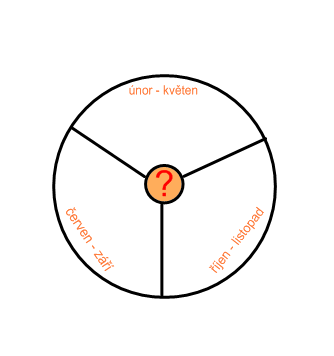 únor - květen
?
červen - září
říjen - listopad